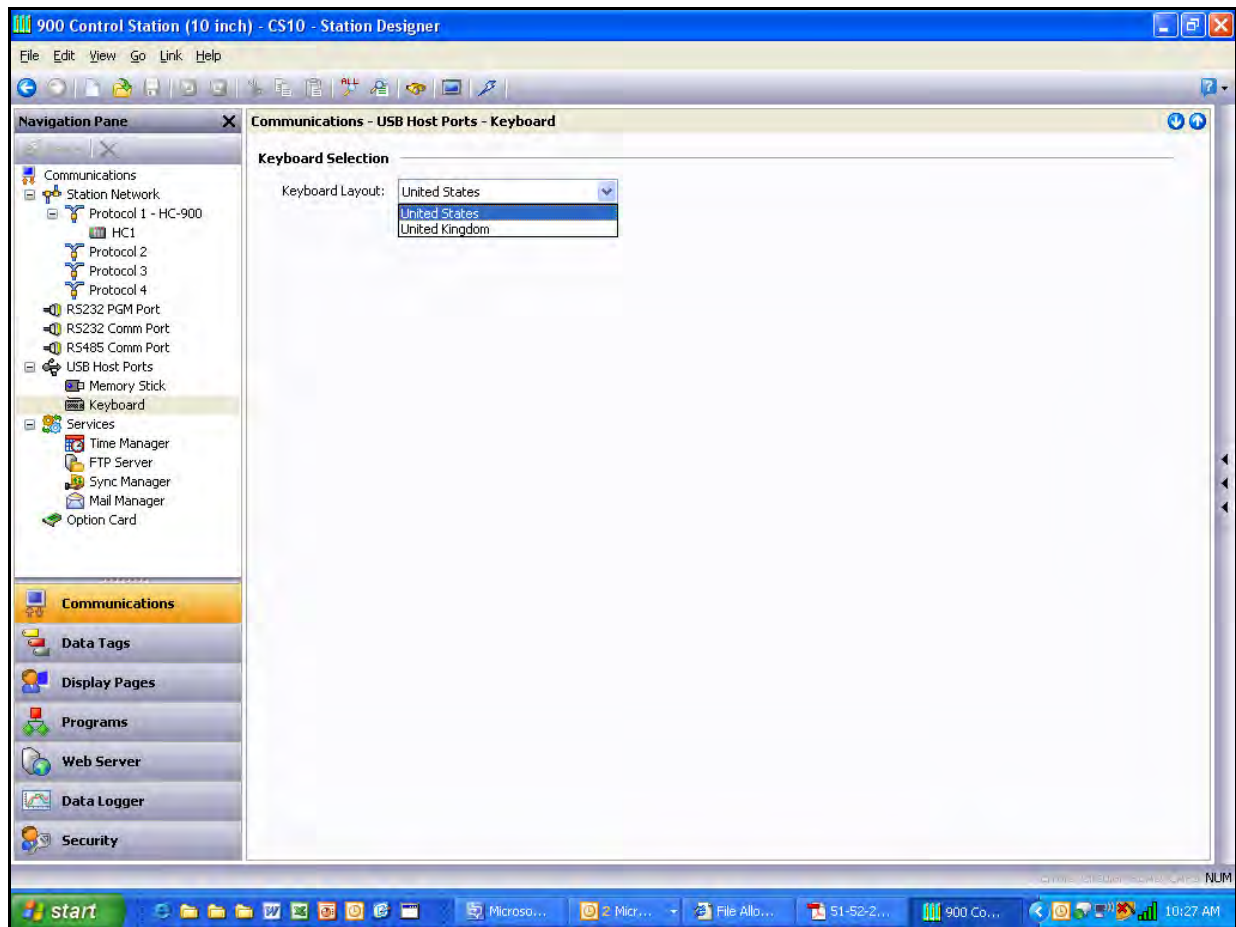 900 Control Station (10 inch) - CS10 - Station Designer
File Edit View Go Link Help
Navigation Pane
Communications - USB Host Ports - Keyboard
Keyboard Selection
Keyboard Layout: United States
United States
United Kingdom
Communications
Station Network
Protocol 1 - HC-900
HC1
Protocol 2
Protocol 3
Protocol 4
RS232 PGM Port
RS232 Comm Port
RS485 Comm Port
USB Host Ports
Memory Stick
Keyboard
Services
Time Manager
FTP Server
Sync Manager
Mail Manager
Option Card
Communications
Data Tags
Display Pages
Programs
Web Server
Data Logger
Security
NUM
start
Microso...
2 Micr...
File Allo...
51-52-2...
900 Co...
10:27 AM